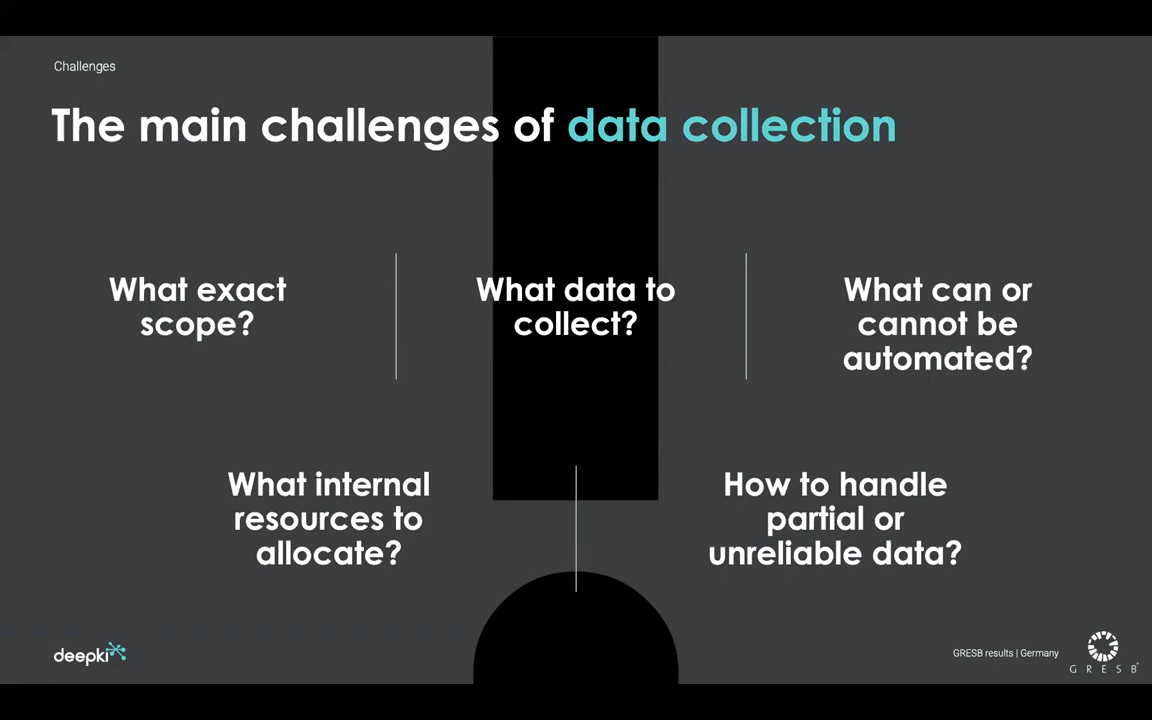 Challenges
The main challenges of data collection
What exact
scope?
What data to
collect?
What can or
cannot be
automated?
What internal
resources to
allocate?
How to handle
partial or
unreliable data?
deepki
GRESB results | Germany
G R E S B